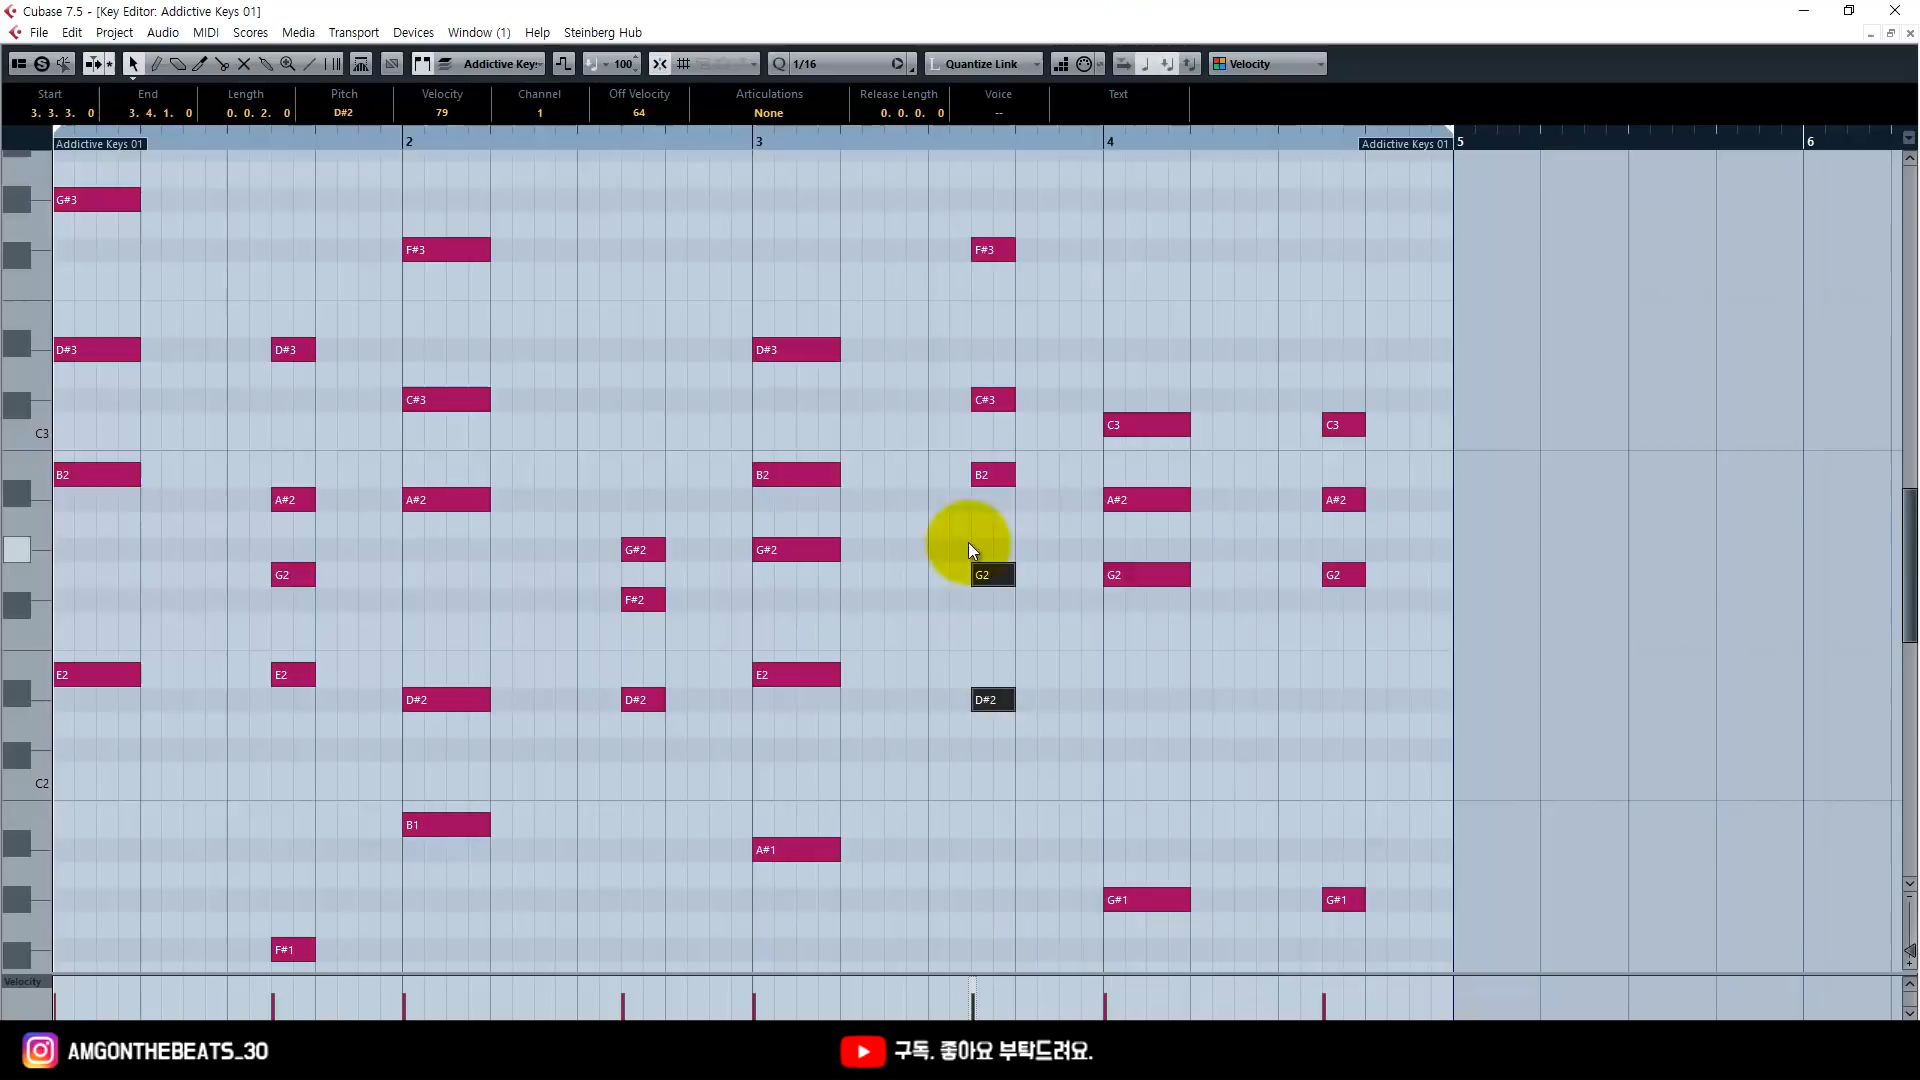 Cubase 7.5 - [Key Editor: Addictive Keys 01]
File Edit Project Audio MIDI Scores Media Transport Devices Window (1) Help Steinberg Hub
Addictive Key: 100 Q 1/16 L Quantize Link Velocity
Start End Length Pitch Velocity Channel Off Velocity Articulations Release Length Voice Text
3. 3. 3. 0 3. 4. 1. 0 0. 0. 2. 0 D#2 79 1 64 None 0. 0. 0. 0 --
2 3 4 5 6
Addictive Keys 01 Addictive Keys 01
G#3
F#3 F#3
D#3 D#3 D#3
C#3 C#3
C3 C3 C3
B2 B2 B2
A#2 A#2 A#2 A#2
G#2 G#2
G2 G2 G2 G2
F#2
E2 E2 E2
D#2 D#2 D#2
C2
B1
A#1
G#1 G#1
F#1
Velocity
AMGONTHEBEATS_30 구독. 좋아요 부탁드려요.